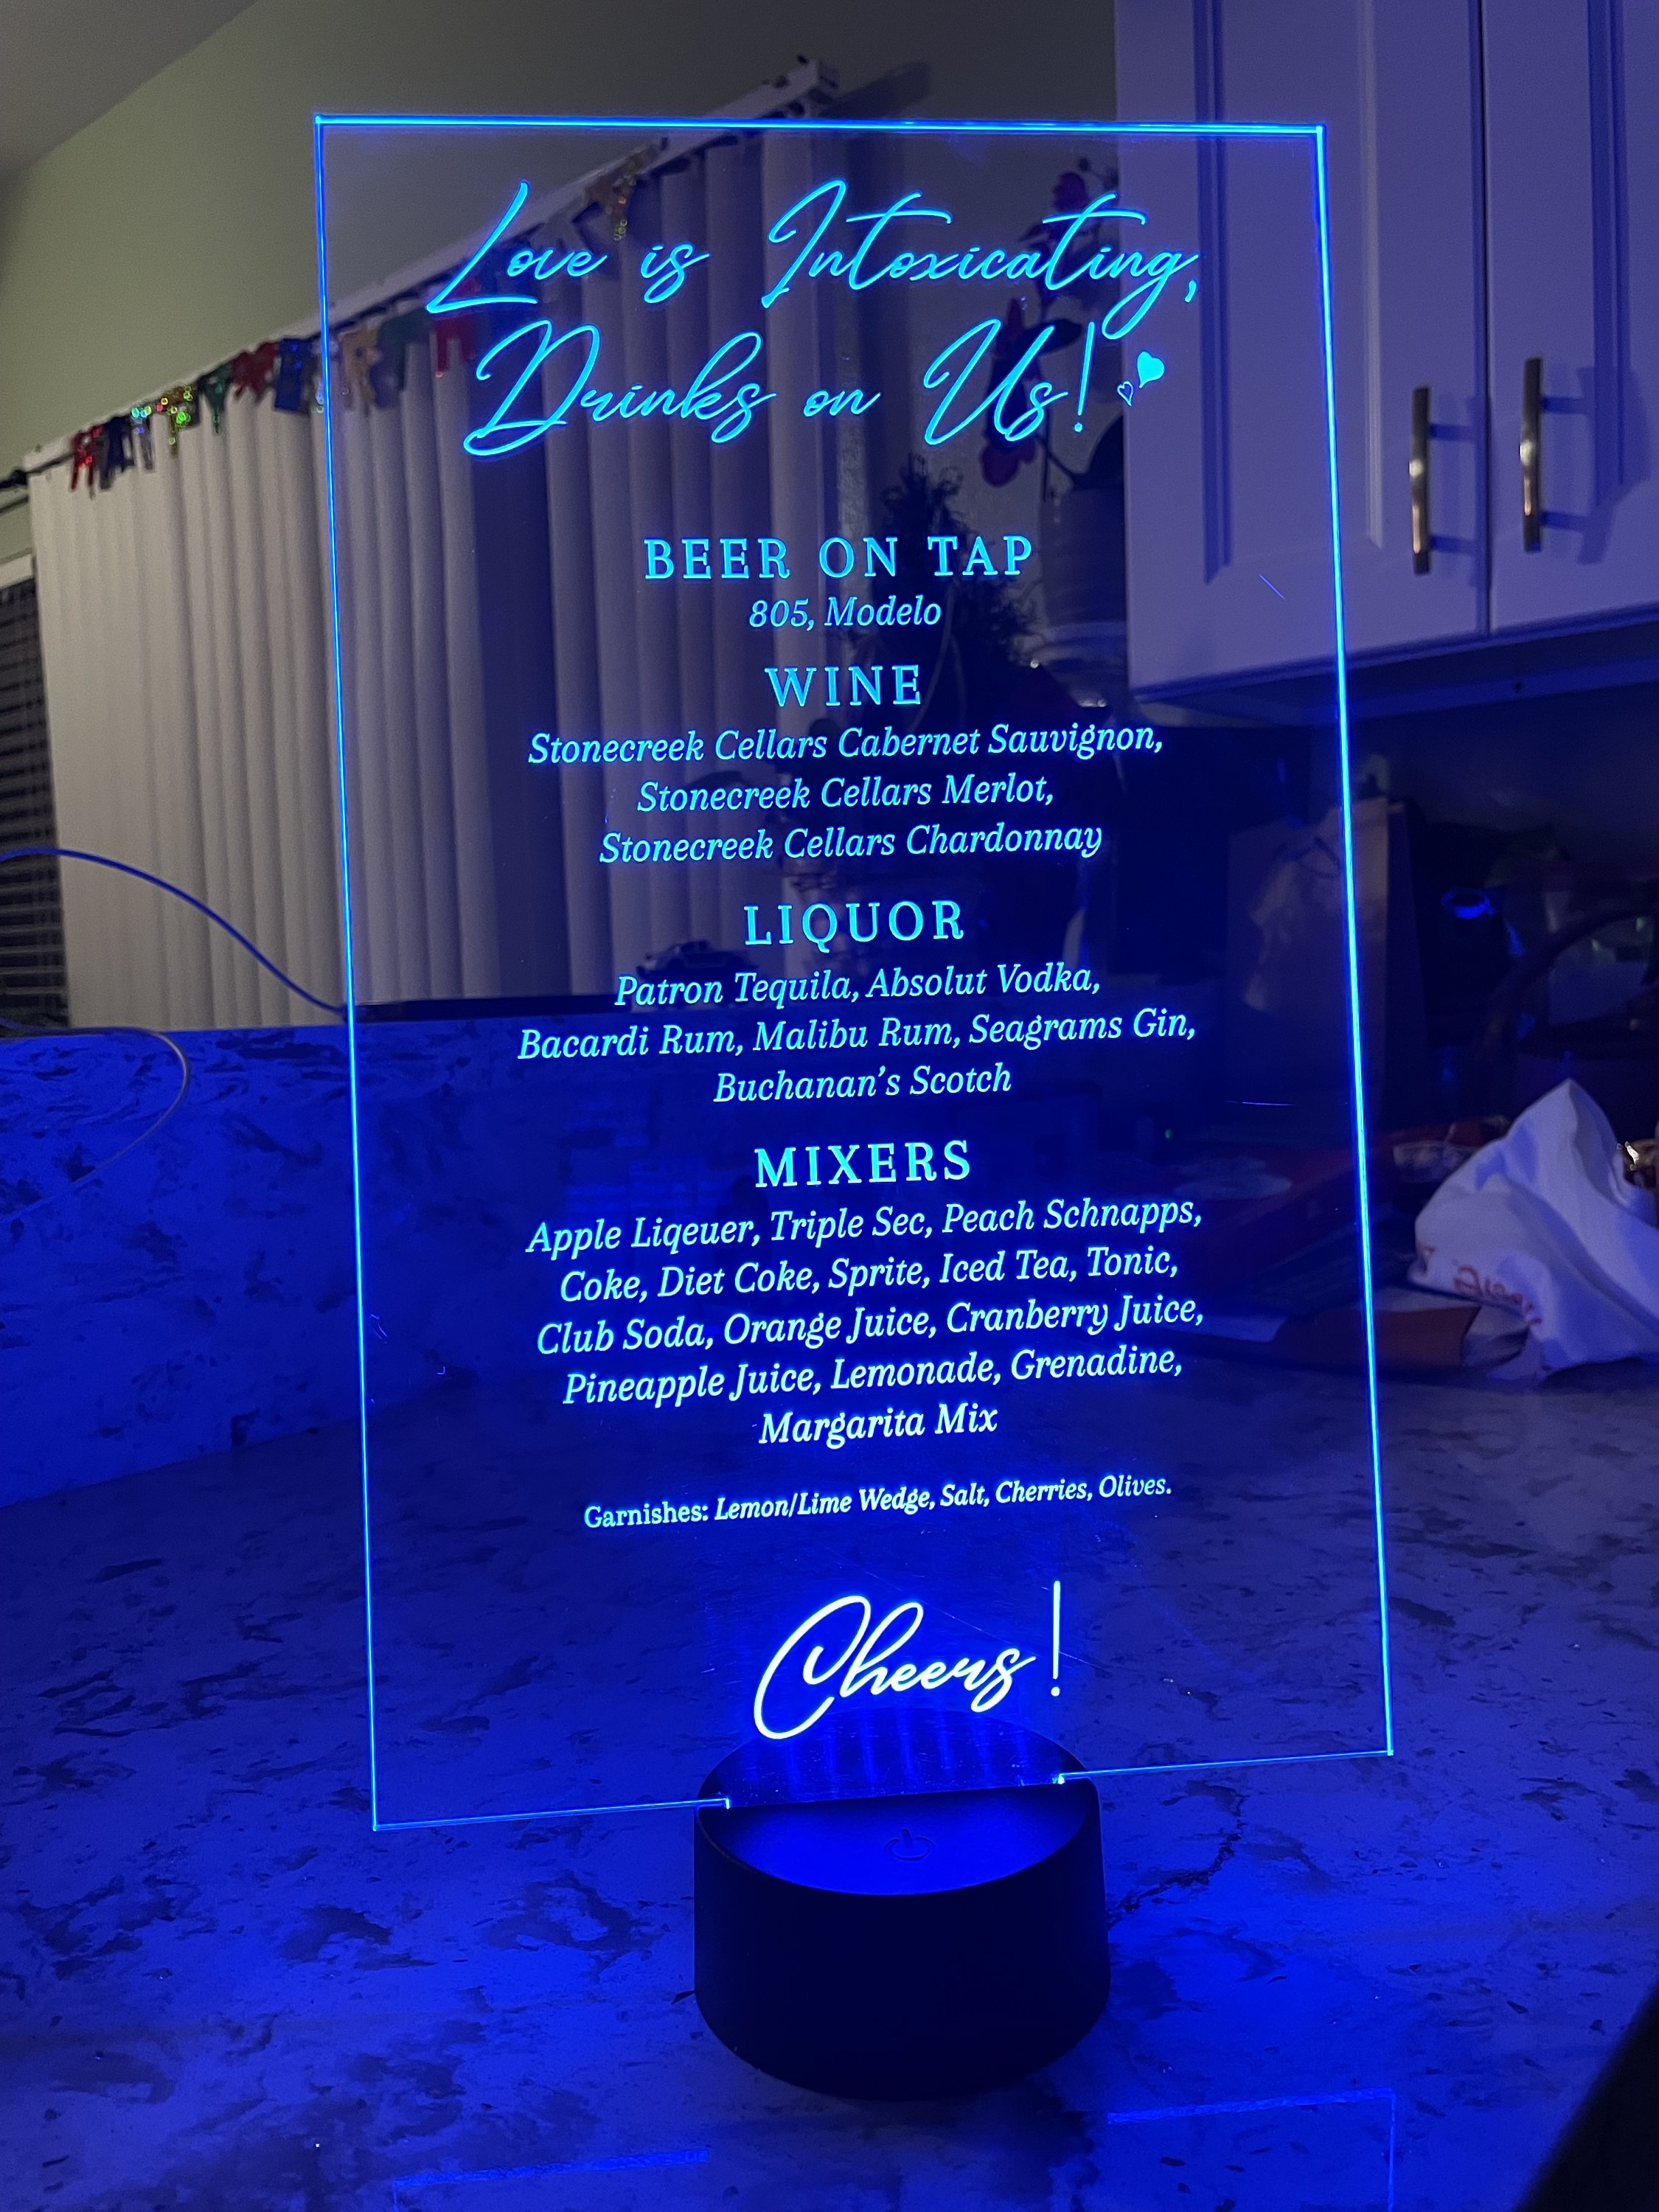 Love is Intoxicating,
Drinks on Us!
BEER ON TAP
805, Modelo
WINE
Stonecreek Cellars Cabernet Sauvignon,
Stonecreek Cellars Merlot,
Stonecreek Cellars Chardonnay
LIQUOR
Patron Tequila, Absolut Vodka,
Bacardi Rum, Malibu Rum, Seagrams Gin,
Buchanan's Scotch
MIXERS
Apple Liqeuer, Triple Sec, Peach Schnapps,
Coke, Diet Coke, Sprite, Iced Tea, Tonic,
Club Soda, Orange Juice, Cranberry Juice,
Pineapple Juice, Lemonade, Grenadine,
Margarita Mix
Garnishes: Lemon/Lime Wedge, Salt, Cherries, Olives.
Cheers!